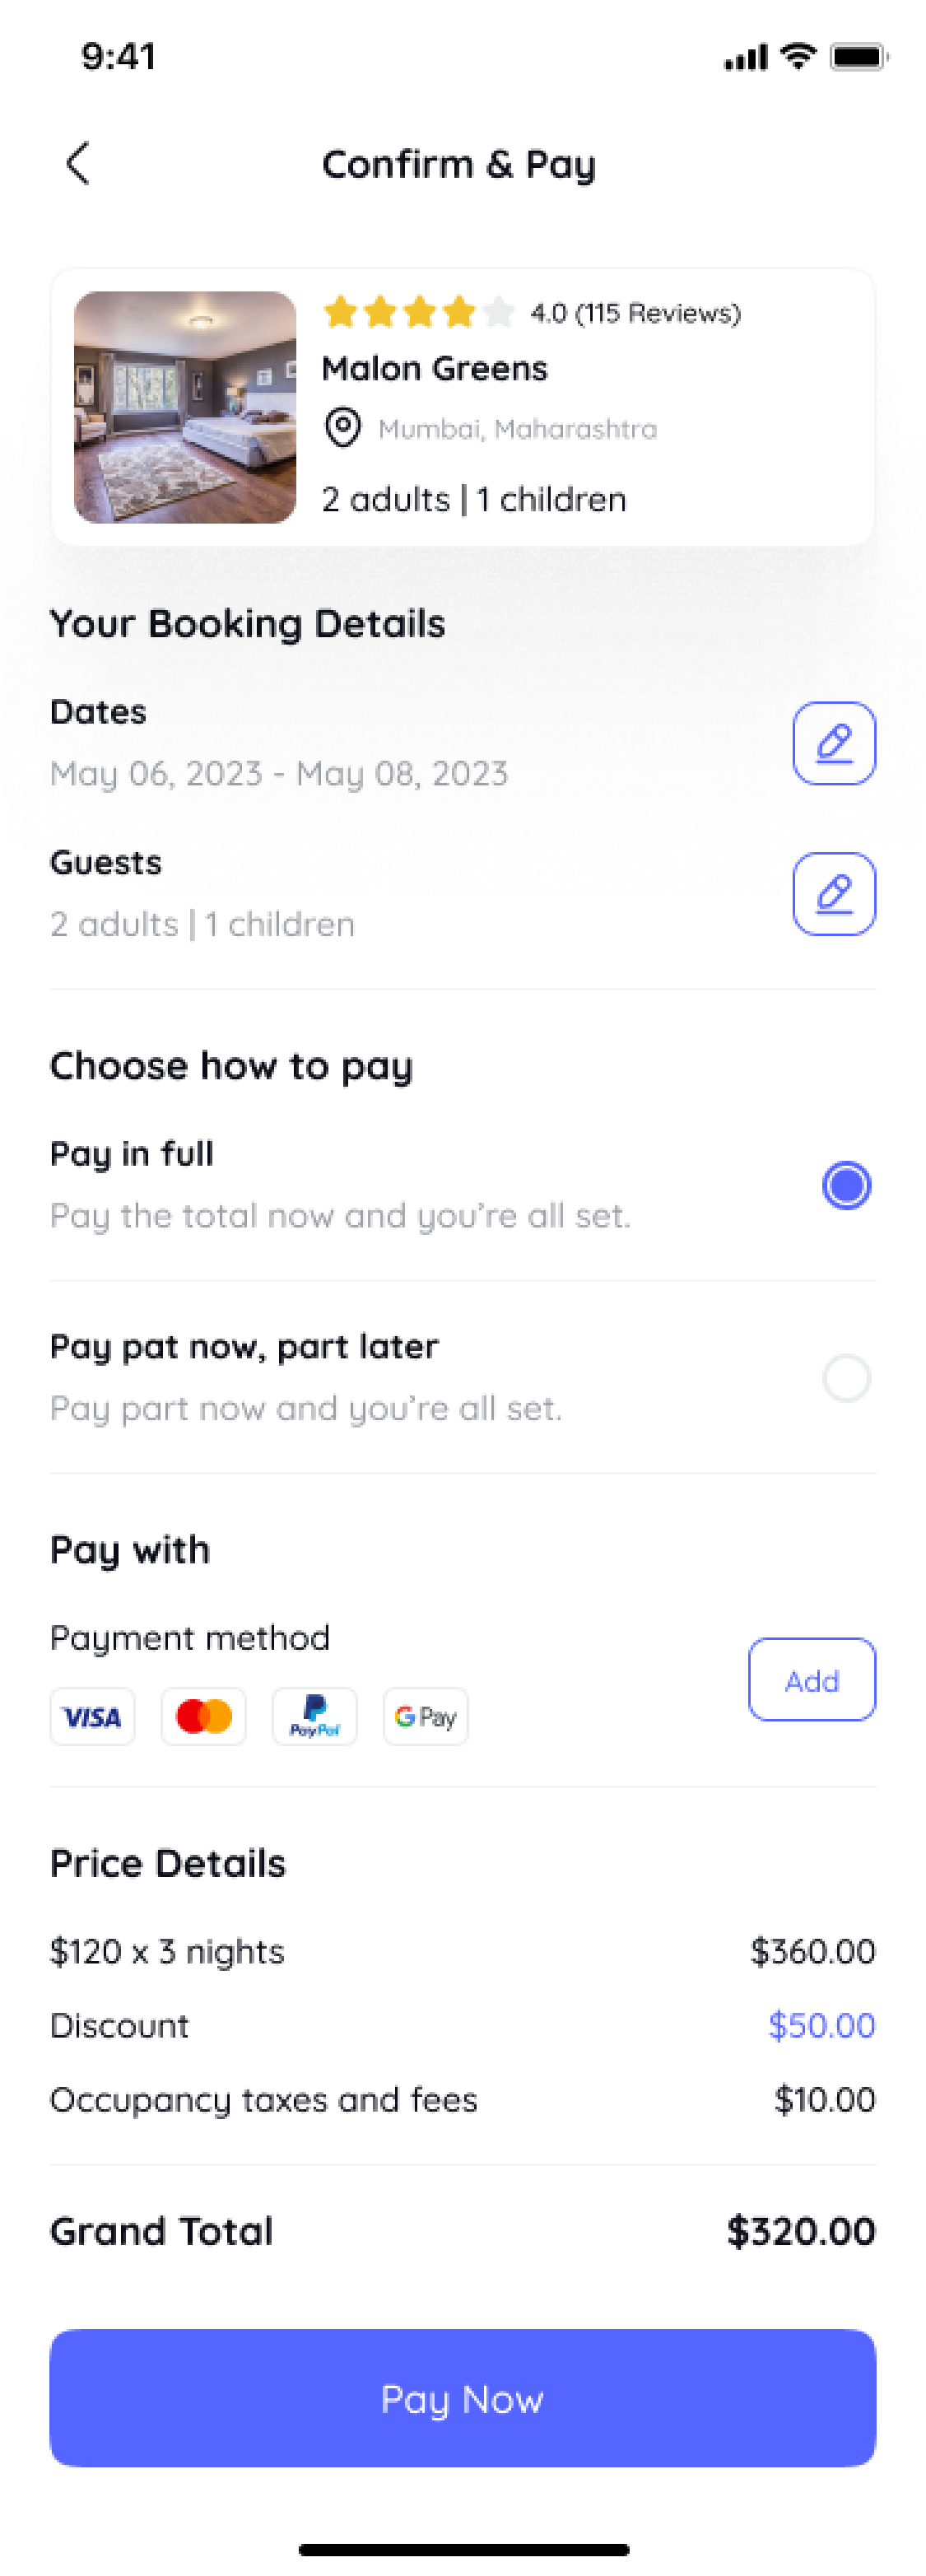 9:41
Confirm & Pay
4.0 (115 Reviews)
Malon Greens
Mumbai, Maharashtra
2 adults | 1 children
Your Booking Details
Dates
May 06, 2023 - May 08, 2023
Guests
2 adults | 1 children
Choose how to pay
Pay in full
Pay the total now and you’re all set.
Pay pat now, part later
Pay part now and you’re all set.
Pay with
Payment method
Add
VISA PayPal G Pay
Price Details
$120 x 3 nights $360.00
Discount $50.00
Occupancy taxes and fees $10.00
Grand Total $320.00
Pay Now